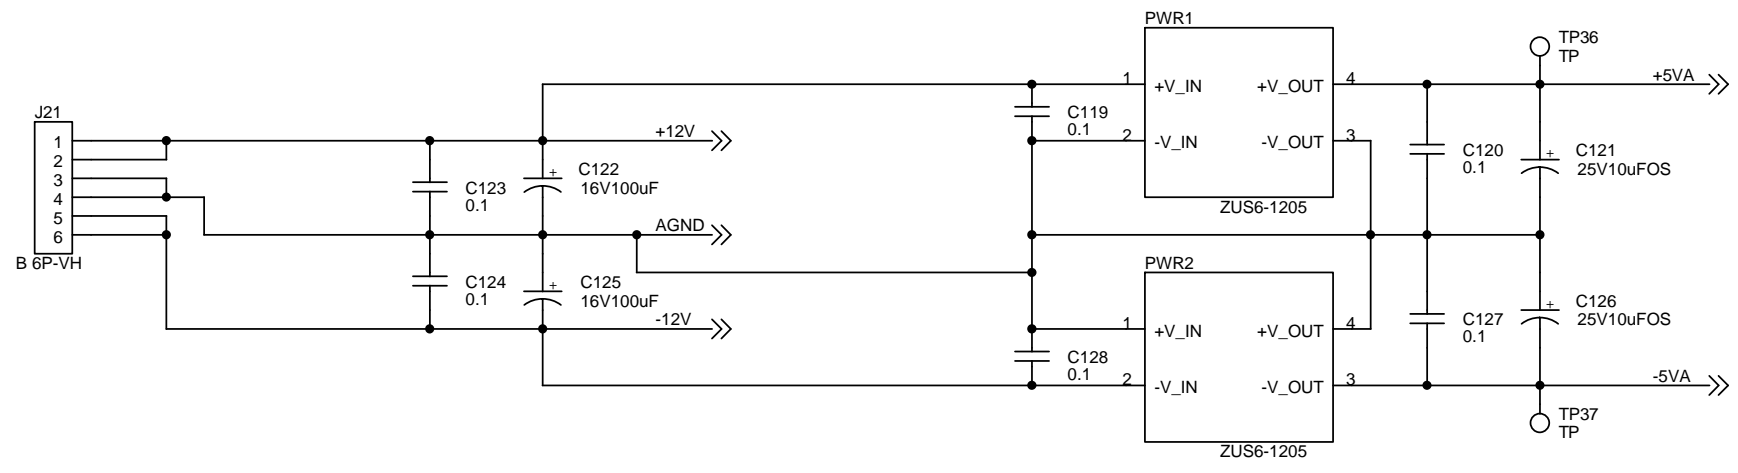 PWR1
TP36
TP
1
+V_IN
+V_OUT
4
+5VA
J21
C119
0.1
1
+12V
2
-V_IN
-V_OUT
3
2
C120
0.1
C121
25V10uFOS
C122
16V100uF
3
C123
0.1
4
ZUS6-1205
5
AGND
6
B 6P-VH
PWR2
C124
0.1
C125
16V100uF
C126
25V10uFOS
-12V
1
+V_IN
+V_OUT
4
C127
0.1
C128
0.1
2
-V_IN
-V_OUT
3
-5VA
TP37
TP
ZUS6-1205